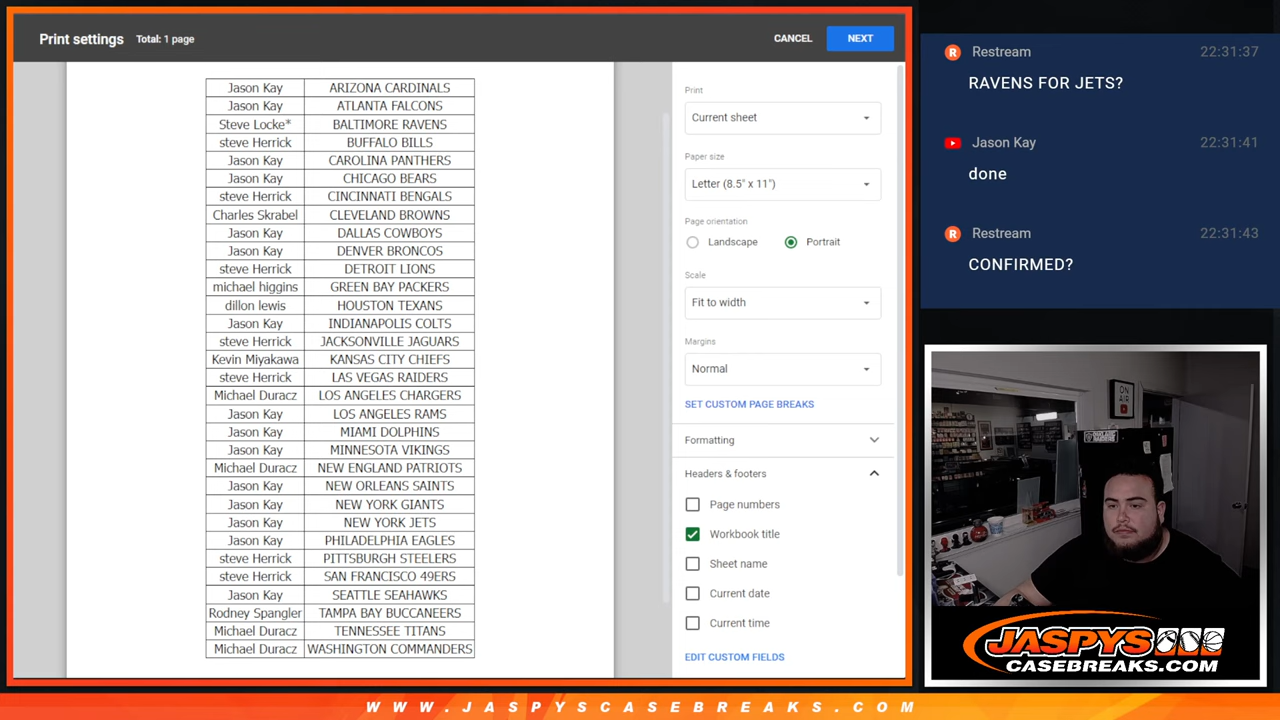 Print settings Total: 1 page CANCEL NEXT
Jason Kay ARIZONA CARDINALS
Jason Kay ATLANTA FALCONS
Steve Locke* BALTIMORE RAVENS
steve Herrick BUFFALO BILLS
Jason Kay CAROLINA PANTHERS
Jason Kay CHICAGO BEARS
steve Herrick CINCINNATI BENGALS
Charles Skrabel CLEVELAND BROWNS
Jason Kay DALLAS COWBOYS
Jason Kay DENVER BRONCOS
steve Herrick DETROIT LIONS
michael higgins GREEN BAY PACKERS
dillon lewis HOUSTON TEXANS
Jason Kay INDIANAPOLIS COLTS
steve Herrick JACKSONVILLE JAGUARS
Kevin Miyakawa KANSAS CITY CHIEFS
steve Herrick LAS VEGAS RAIDERS
Michael Duracz LOS ANGELES CHARGERS
Jason Kay LOS ANGELES RAMS
Jason Kay MIAMI DOLPHINS
Jason Kay MINNESOTA VIKINGS
Michael Duracz NEW ENGLAND PATRIOTS
Jason Kay NEW ORLEANS SAINTS
Jason Kay NEW YORK GIANTS
Jason Kay NEW YORK JETS
Jason Kay PHILADELPHIA EAGLES
steve Herrick PITTSBURGH STEELERS
steve Herrick SAN FRANCISCO 49ERS
Jason Kay SEATTLE SEAHAWKS
Rodney Spangler TAMPA BAY BUCCANEERS
Michael Duracz TENNESSEE TITANS
Michael Duracz WASHINGTON COMMANDERS
Print
Current sheet
Paper size
Letter (8.5" x 11")
Page orientation
Landscape Portrait
Scale
Fit to width
Margins
Normal
SET CUSTOM PAGE BREAKS
Formatting
Headers & footers
Page numbers
Workbook title
Sheet name
Current date
Current time
EDIT CUSTOM FIELDS
Restream 22:31:37
RAVENS FOR JETS?
Jason Kay 22:31:41
done
Restream 22:31:43
CONFIRMED?
ON
AIR
JASPYS
CASEBREAKS.COM
WWW.JASPYSCASEBREAKS.COM